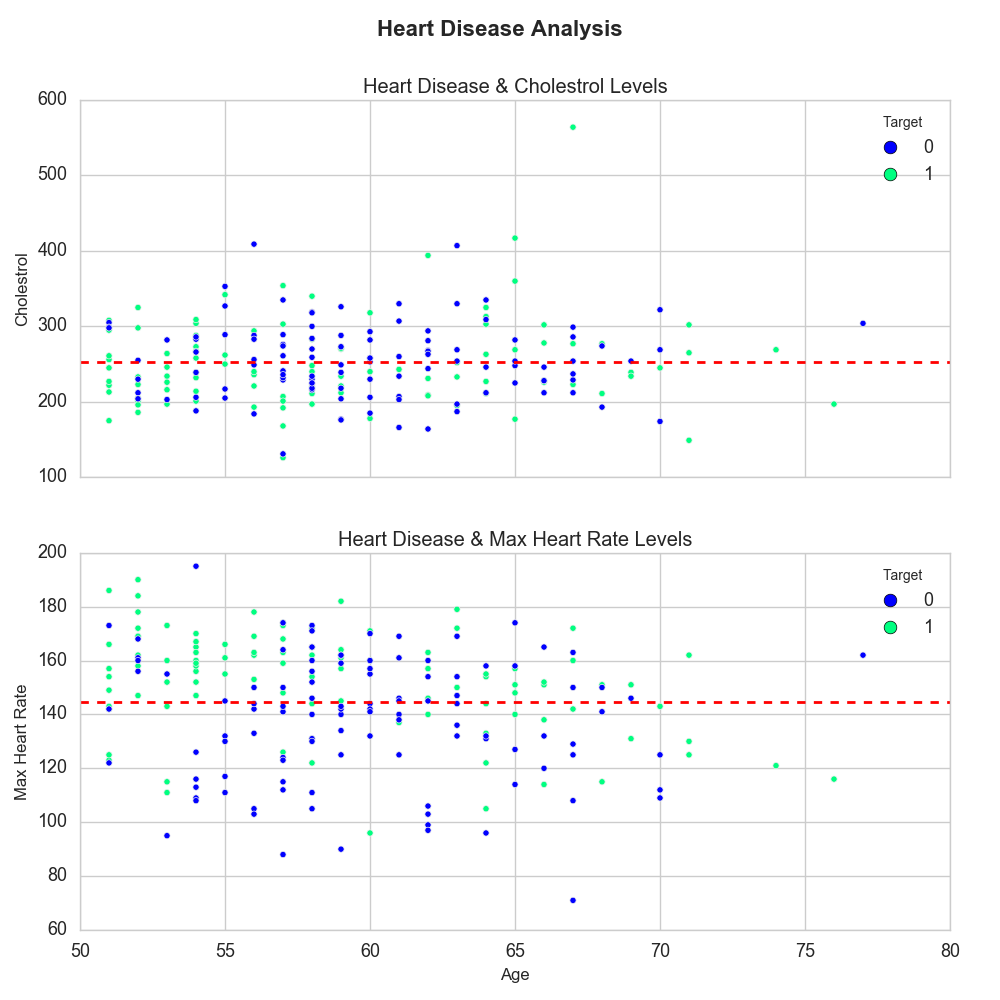 Heart Disease Analysis
Heart Disease & Cholestrol Levels
600
500
400
300
200
100
Cholestrol
Target
0
1
Heart Disease & Max Heart Rate Levels
200
180
160
140
120
100
80
60
Max Heart Rate
Target
0
1
50 55 60 65 70 75 80
Age